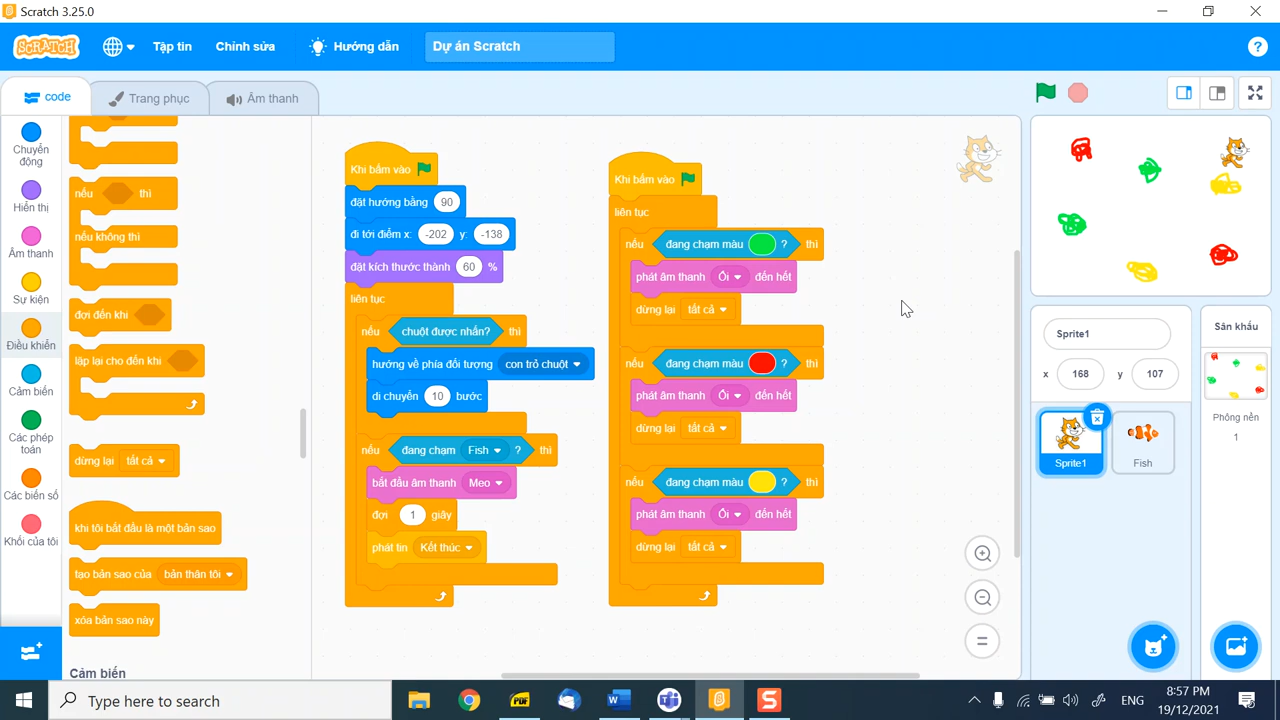 Scratch 3.25.0
SCRATCH
Tập tin
Chỉnh sửa
Hướng dẫn
Dự án Scratch
?
code
Trang phục
Âm thanh
Chuyển động
Hiển thị
Âm thanh
Sự kiện
Điều khiển
Cảm biến
Các phép toán
Các biến số
Khối của tôi
nếu thì
nếu không thì
đợi đến khi
lặp lại cho đến khi
dừng lại tất cả
khi tôi bắt đầu là một bản sao
tạo bản sao của bản thân tôi
xóa bản sao này
Cảm biến
Khi bấm vào
đặt hướng bằng 90
đi tới điểm x: -202 y: -138
đặt kích thước thành 60 %
liên tục
nếu chuột được nhấn? thì
hướng về phía đối tượng con trỏ chuột
di chuyển 10 bước
nếu đang chạm Fish ? thì
bắt đầu âm thanh Meo
đợi 1 giây
phát tin Kết thúc
Khi bấm vào
liên tục
nếu đang chạm màu ? thì
phát âm thanh Ối đến hết
dừng lại tất cả
nếu đang chạm màu ? thì
phát âm thanh Ối đến hết
dừng lại tất cả
nếu đang chạm màu ? thì
phát âm thanh Ối đến hết
dừng lại tất cả
Sprite1
x 168 y 107
Sprite1
Fish
Sân khấu
Phông nền
1
Type here to search
PDF
W
S
ENG
8:57 PM
19/12/2021